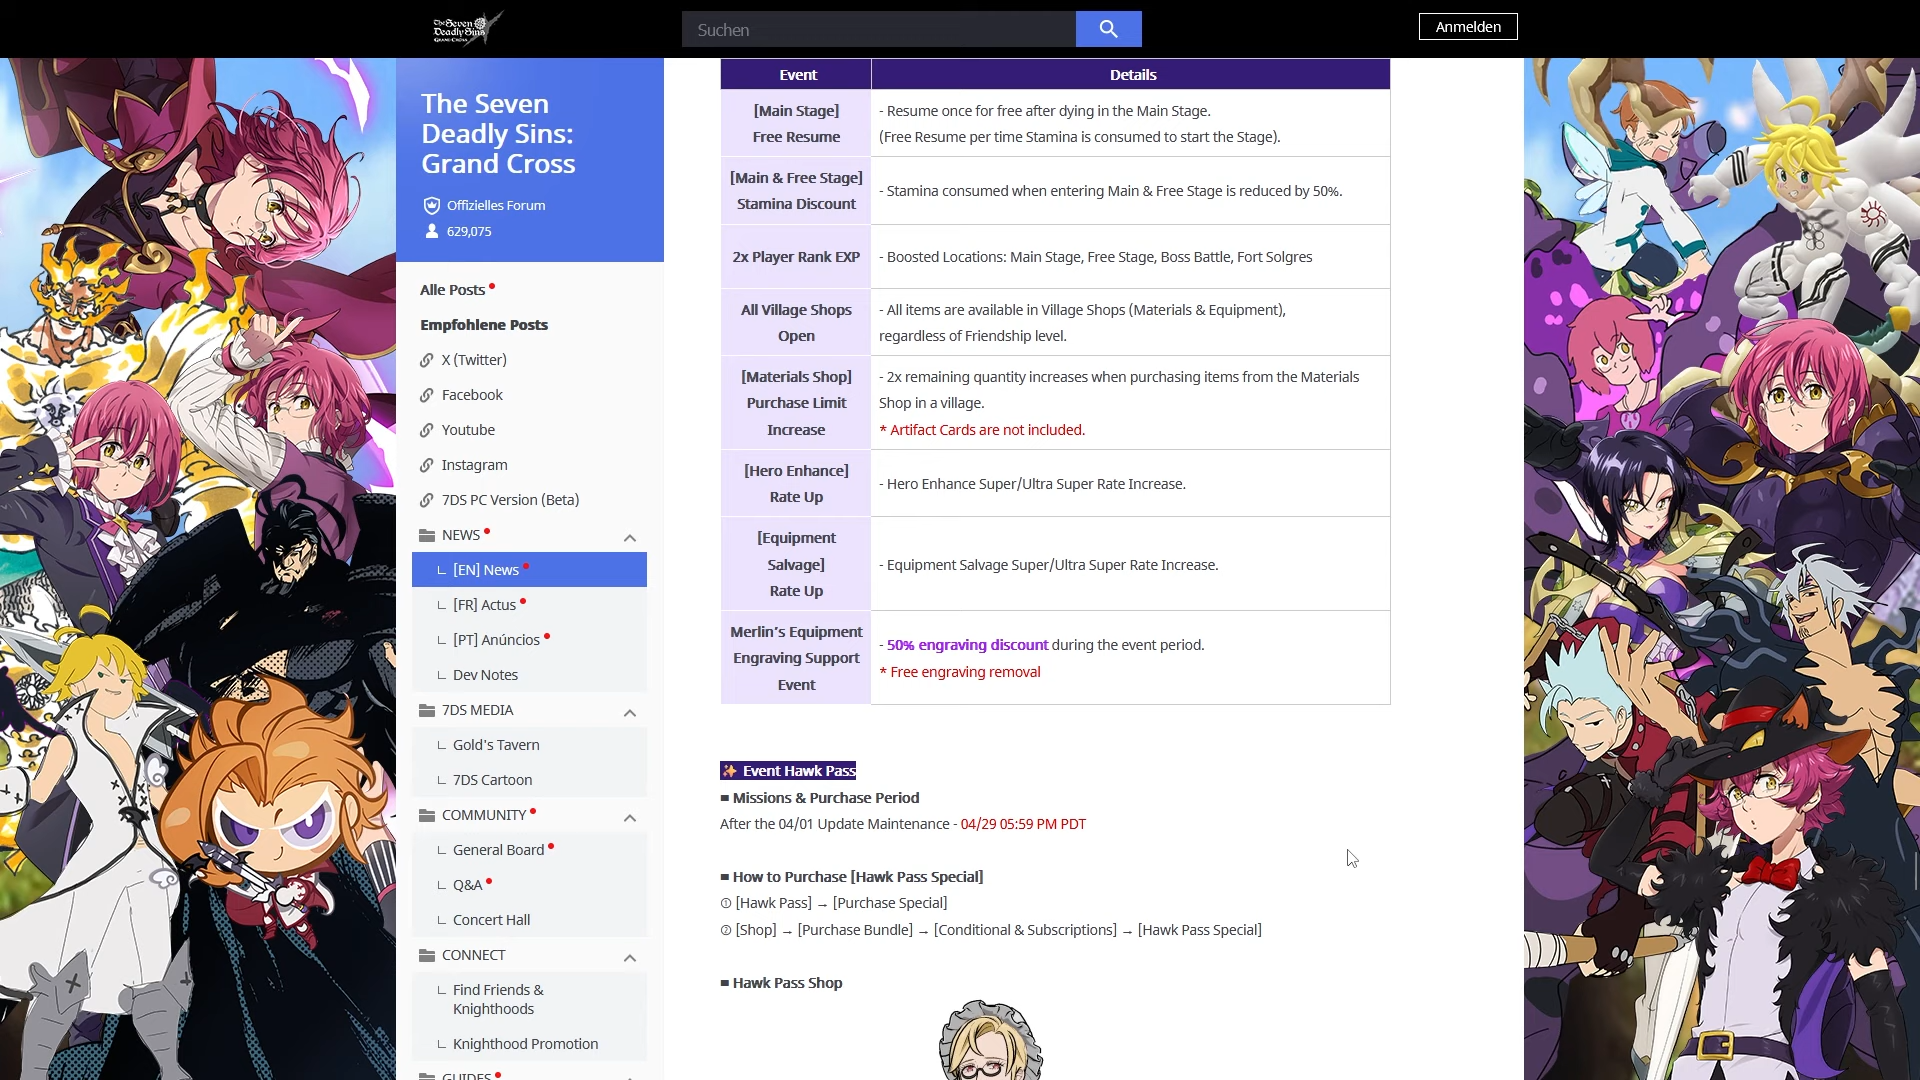 The Seven
Deadly Sins
GRAND CROSS
Suchen
Anmelden
The Seven
Deadly Sins:
Grand Cross
Offizielles Forum
629,075
Alle Posts
Empfohlene Posts
X (Twitter)
Facebook
Youtube
Instagram
7DS PC Version (Beta)
NEWS
[EN] News
[FR] Actus
[PT] Anúncios
Dev Notes
7DS MEDIA
Gold's Tavern
7DS Cartoon
COMMUNITY
General Board
Q&A
Concert Hall
CONNECT
Find Friends &
Knighthoods
Knighthood Promotion
GUIDES
Event Details
[Main Stage]
Free Resume
- Resume once for free after dying in the Main Stage.
(Free Resume per time Stamina is consumed to start the Stage).
[Main & Free Stage]
Stamina Discount
- Stamina consumed when entering Main & Free Stage is reduced by 50%.
2x Player Rank EXP
- Boosted Locations: Main Stage, Free Stage, Boss Battle, Fort Solgres
All Village Shops
Open
- All items are available in Village Shops (Materials & Equipment),
regardless of Friendship level.
[Materials Shop]
Purchase Limit
Increase
- 2x remaining quantity increases when purchasing items from the Materials
Shop in a village.
* Artifact Cards are not included.
[Hero Enhance]
Rate Up
- Hero Enhance Super/Ultra Super Rate Increase.
[Equipment
Salvage]
Rate Up
- Equipment Salvage Super/Ultra Super Rate Increase.
Merlin’s Equipment
Engraving Support
Event
- 50% engraving discount during the event period.
* Free engraving removal
✨ Event Hawk Pass
■ Missions & Purchase Period
After the 04/01 Update Maintenance - 04/29 05:59 PM PDT
■ How to Purchase [Hawk Pass Special]
① [Hawk Pass] → [Purchase Special]
② [Shop] → [Purchase Bundle] → [Conditional & Subscriptions] → [Hawk Pass Special]
■ Hawk Pass Shop